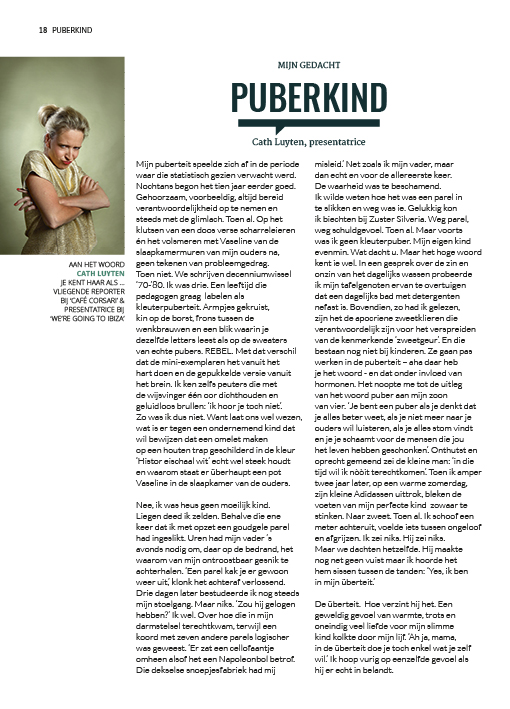 18 PUBERKIND
MIJN GEDACHT
PUBERKIND
Cath Luyten, presentatrice
AAN HET WOORD
CATH LUYTEN
JE KENT HAAR ALS ...
VLIEGENDE REPORTER
BIJ ‘CAFÉ CORSARI’ &
PRESENTATRICE BIJ
‘WE’RE GOING TO IBIZA’
Mijn puberteit speelde zich af in de periode
waar die statistisch gezien verwacht werd.
Nochtans begon het tien jaar eerder goed.
Gehoorzaam, voorbeeldig, altijd bereid
verantwoordelijkheid op te nemen en
steeds met de glimlach. Toen al. Op het
klutsen van een doos verse scharreleieren
én het volsmeren met Vaseline van de
slaapkamermuren van mijn ouders na,
geen tekenen van probleemgedrag.
Toen niet. We schrijven decenniumwissel
’70-’80. Ik was drie. Een leeftijd die
pedagogen graag labelen als
kleuterpuberteit. Armpjes gekruist,
kin op de borst, frons tussen de
wenkbrauwen en een blik waarin je
dezelfde letters leest als op de sweaters
van echte pubers. REBEL. Met dat verschil
dat de mini-exemplaren het vanuit het
hart doen en de gepukkelde versie vanuit
het brein. Ik ken zelfs peuters die met
de wijsvinger één oor dichthouden en
geluidloos brullen: ‘ik hoor je toch niet’.
Zo was ik dus niet. Want laat ons wel wezen,
wat is er tegen een ondernemend kind dat
wil bewijzen dat een omelet maken
op een houten trap geschilderd in de kleur
‘Histor eischaal wit’ echt wel steek houdt
en waarom staat er überhaupt een pot
Vaseline in de slaapkamer van de ouders.
Nee, ik was heus geen moeilijk kind.
Liegen deed ik zelden. Behalve die ene
keer dat ik met opzet een goudgele parel
had ingeslikt. Uren had mijn vader ’s
avonds nodig om, daar op de bedrand, het
waarom van mijn ontroostbaar gesnik te
achterhalen. ‘Een parel kak je er gewoon
weer uit’, klonk het achteraf verlossend.
Drie dagen later bestudeerde ik nog steeds
mijn stoelgang. Maar niks. ‘Zou hij gelogen
hebben?’ Ik wel. Over hoe die in mijn
darmstelsel terechtkwam, terwijl een
koord met zeven andere parels logischer
was geweest. ‘Er zat een cellofaantje
omheen alsof het een Napoleonbol betrof.
Die dekselse snoepjesfabriek had mij
misleid.’ Net zoals ik mijn vader, maar
dan echt en voor de allereerste keer.
De waarheid was te beschamend.
Ik wilde weten hoe het was een parel in
te slikken en weg was ie. Gelukkig kon
ik biechten bij Zuster Silveria. Weg parel,
weg schuldgevoel. Toen al. Maar voorts
was ik geen kleuterpuber. Mijn eigen kind
evenmin. Wat dacht u. Maar het hoge woord
kent ie wel. In een gesprek over de zin en
onzin van het dagelijks wassen probeerde
ik mijn tafelgenoten ervan te overtuigen
dat een dagelijks bad met detergenten
nefast is. Bovendien, zo had ik gelezen,
zijn het de apocriene zweetklieren die
verantwoordelijk zijn voor het verspreiden
van de kenmerkende ‘zweetgeur’. En die
bestaan nog niet bij kinderen. Ze gaan pas
werken in de puberteit – aha daar heb
je het woord - en dat onder invloed van
hormonen. Het noopte me tot de uitleg
van het woord puber aan mijn zoon
van vier. ‘Je bent een puber als je denkt dat
je alles beter weet, als je niet meer naar je
ouders wil luisteren, als je alles stom vindt
en je je schaamt voor de mensen die jou
het leven hebben geschonken’. Onthutst en
oprecht gemeend zei de kleine man: ‘in die
tijd wil ik nòòit terechtkomen’. Toen ik amper
twee jaar later, op een warme zomerdag,
zijn kleine Adidassen uittrok, bleken de
voeten van mijn perfecte kind zowaar te
stinken. Naar zweet. Toen al. Ik schoof een
meter achteruit, voelde iets tussen ongeloof
en afgrijzen. Ik zei niks. Hij zei niks.
Maar we dachten hetzelfde. Hij maakte
nog net geen vuist maar ik hoorde het
hem sissen tussen de tanden: ‘Yes, ik ben
in mijn überteit.’
De überteit. Hoe verzint hij het. Een
geweldig gevoel van warmte, trots en
oneindig veel liefde voor mijn slimme
kind kolkte door mijn lijf. ‘Ah ja, mama,
in de überteit doe je toch enkel wat je zelf
wil.’ Ik hoop vurig op eenzelfde gevoel als
hij er echt in belandt.